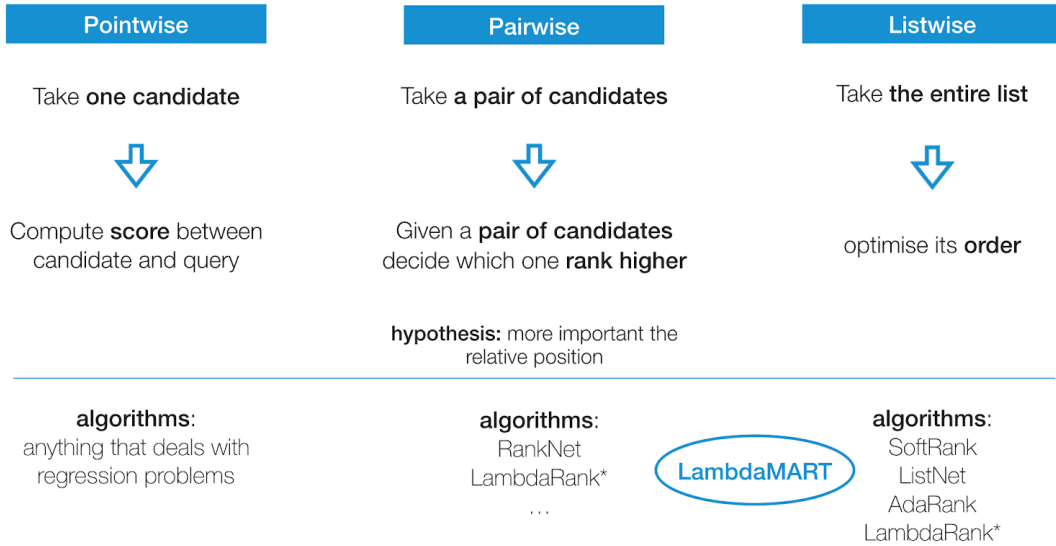 Pointwise
Take one candidate
Compute score between
candidate and query
algorithms:
anything that deals with
regression problems
Pairwise
Take a pair of candidates
Given a pair of candidates
decide which one rank higher
hypothesis: more important the
relative position
algorithms:
RankNet
LambdaRank*
...
LambdaMART
Listwise
Take the entire list
optimise its order
algorithms:
SoftRank
ListNet
AdaRank
LambdaRank*